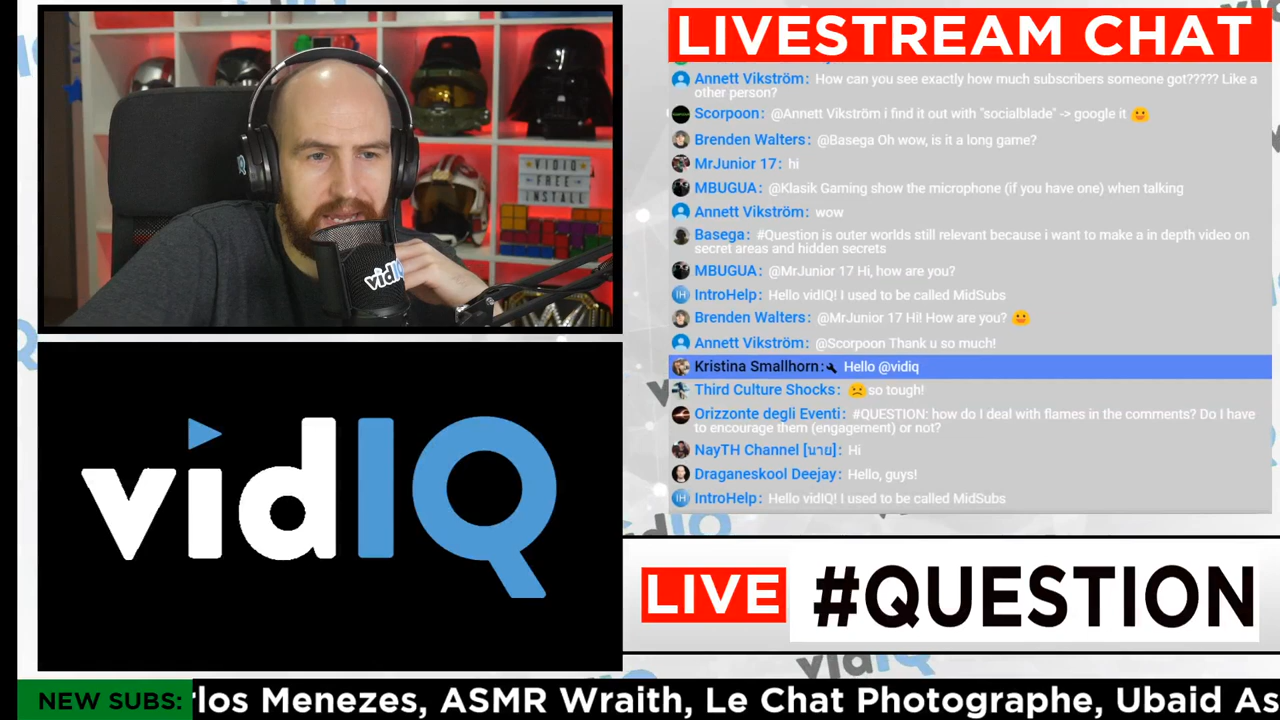 VIDIQ
FREE
INSTALL
vidIQ
vidIQ
LIVESTREAM CHAT
Annett Vikström: How can you see exactly how much subscribers someone got????? Like a
other person?
Scorpoon: @Annett Vikström i find it out with "socialblade" -> google it
Brenden Walters: @Basega Oh wow, is it a long game?
MrJunior 17: hi
MBUGUA: @Klasik Gaming show the microphone (if you have one) when talking
Annett Vikström: wow
Basega: #Question is outer worlds still relevant because i want to make a in depth video on
secret areas and hidden secrets
MBUGUA: @MrJunior 17 Hi, how are you?
IH IntroHelp: Hello vidIQ! I used to be called MidSubs
Brenden Walters: @MrJunior 17 Hi! How are you?
Annett Vikström: @Scorpoon Thank u so much!
Kristina Smallhorn: Hello @vidiq
Third Culture Shocks: so tough!
Orizzonte degli Eventi: #QUESTION: how do I deal with flames in the comments? Do I have
to encourage them (engagement) or not?
NayTH Channel [นาย]: Hi
Draganeskool Deejay: Hello, guys!
IH IntroHelp: Hello vidIQ! I used to be called MidSubs
LIVE #QUESTION
NEW SUBS: rlos Menezes, ASMR Wraith, Le Chat Photographe, Ubaid As